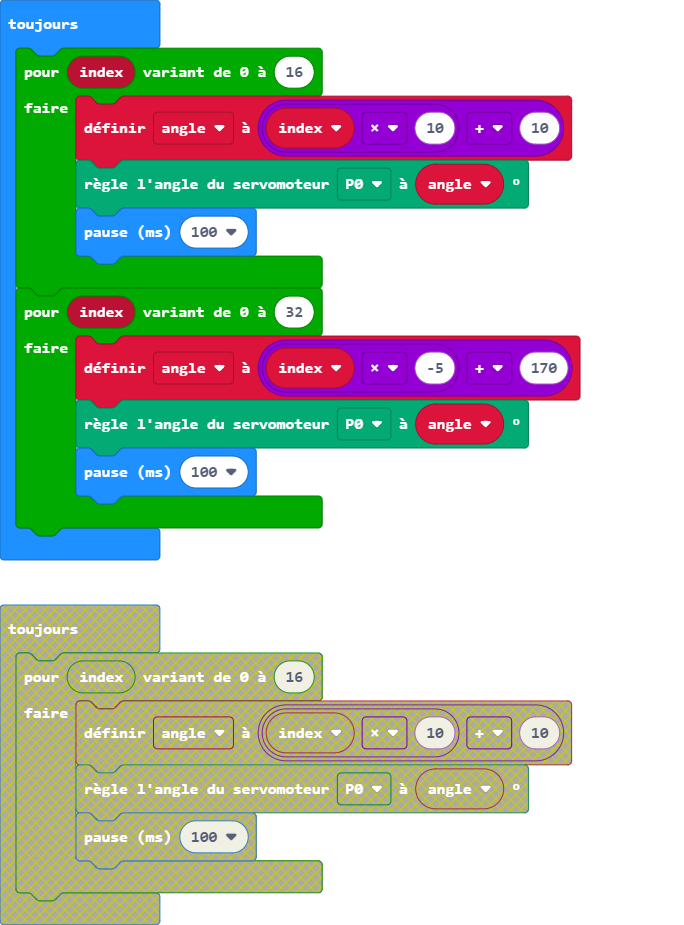 toujours
pour index variant de 0 à 16
faire
définir angle à index × 10 + 10
règle l'angle du servomoteur P0 à angle °
pause (ms) 100
pour index variant de 0 à 32
faire
définir angle à index × -5 + 170
règle l'angle du servomoteur P0 à angle °
pause (ms) 100
toujours
pour index variant de 0 à 16
faire
définir angle à index × 10 + 10
règle l'angle du servomoteur P0 à angle °
pause (ms) 100